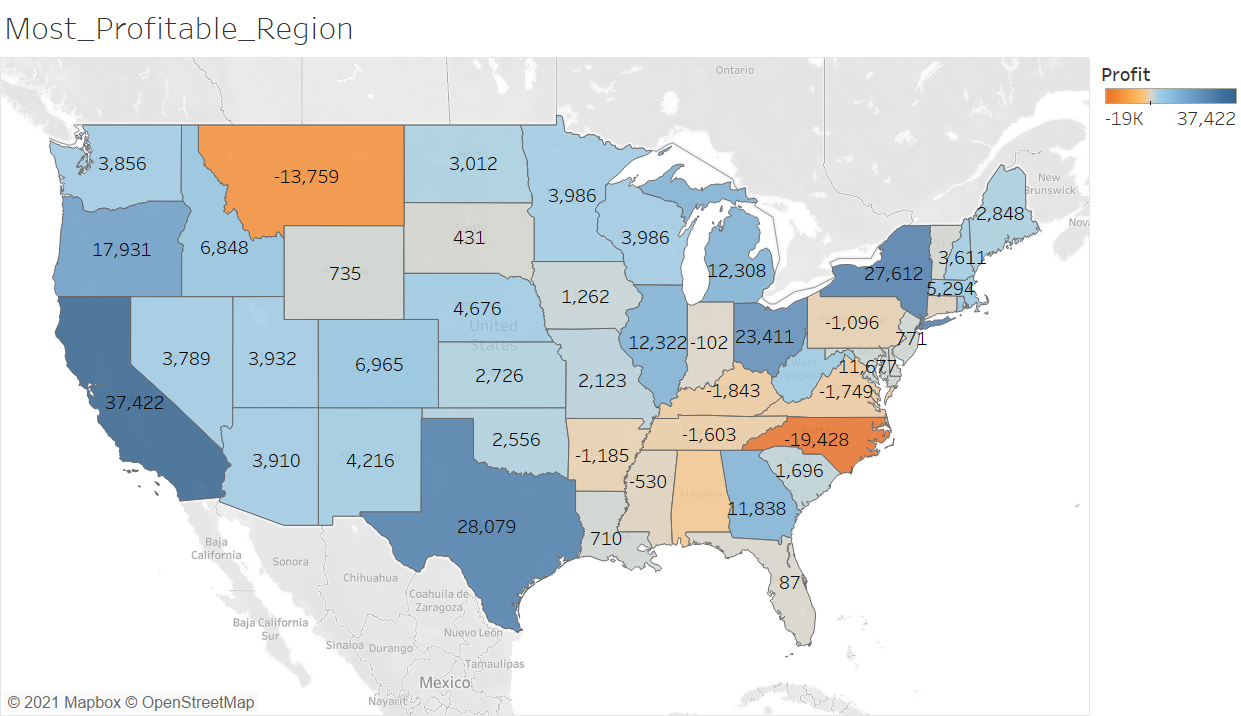 Most_Profitable_Region
Profit
-19K 37,422
Ontario
New
Brunswick
Nova
3,856
-13,759
3,012
3,986
2,848
17,931
6,848
431
3,986
12,308
27,612
3,611
735
5,294
1,262
4,676
United
States
-1,096
771
3,789
3,932
6,965
2,726
2,123
12,322
-102
23,411
West
Virginia
11,677
-1,843
-1,749
37,422
3,910
4,216
2,556
-1,185
-1,603
North
-19,428
1,696
-530
Alabama
11,838
28,079
710
87
Baja
California
Sonora
Chihuahua
Coahuila de
Zaragoza
Baja California
Sur
Nuevo León
Sinaloa
Durango
Tamaulipas
Mexico
Nayarit
© 2021 Mapbox © OpenStreetMap